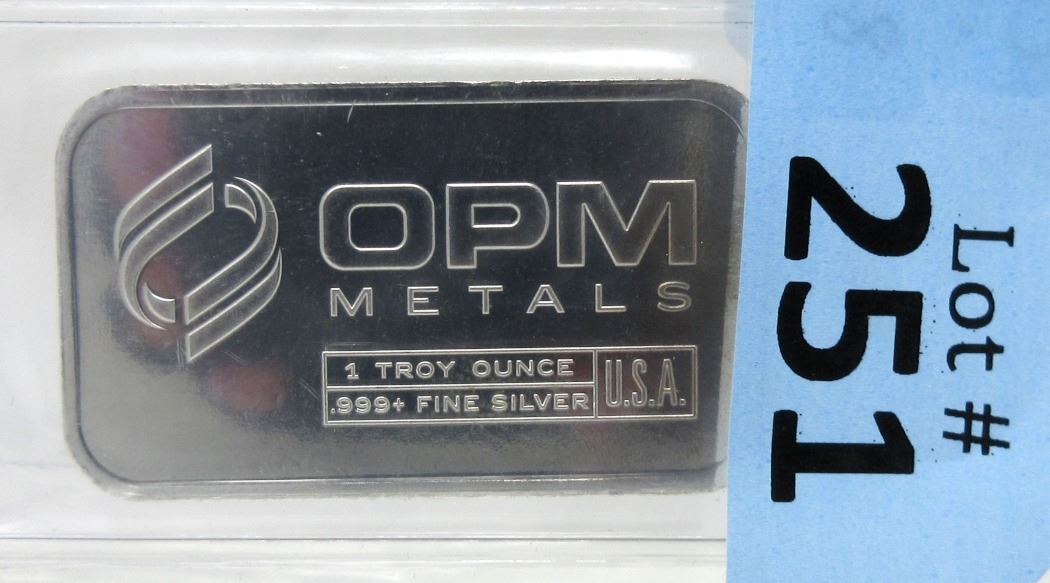 OPM
METALS
1 TROY OUNCE
.999+ FINE SILVER
U.S.A.
Lot #
251